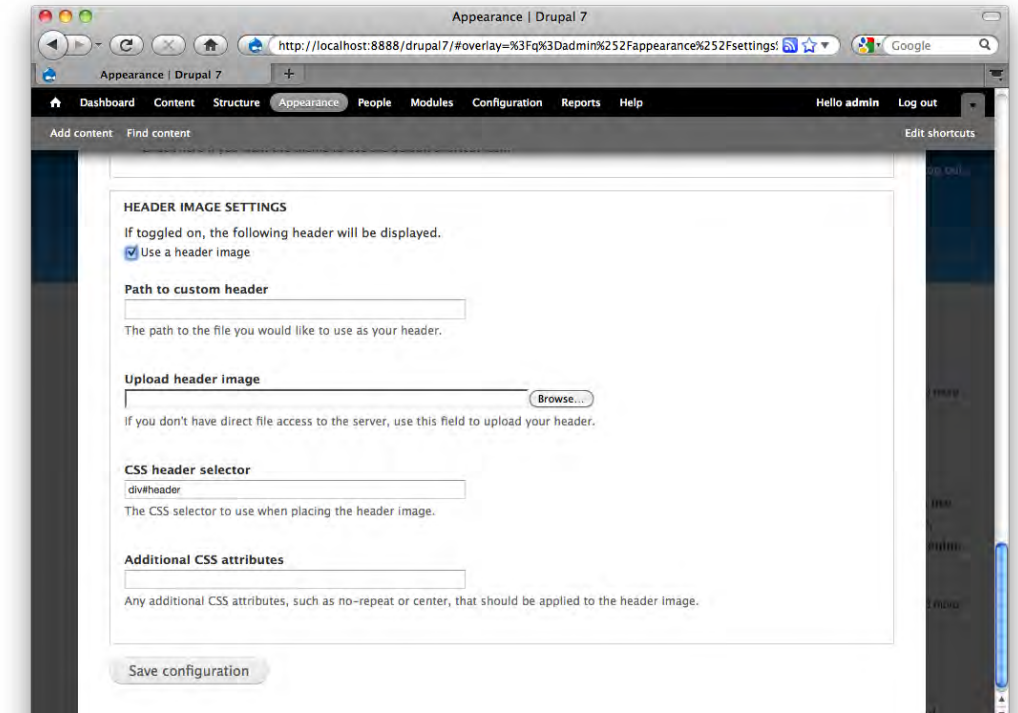 Appearance | Drupal 7
http://localhost:8888/drupal7/#overlay=%3Fq%3Dadmin%252Fappearance%252Fsettings
Google
Appearance | Drupal 7
+
Dashboard Content Structure Appearance People Modules Configuration Reports Help Hello admin Log out
Add content Find content Edit shortcuts
HEADER IMAGE SETTINGS
If toggled on, the following header will be displayed.
Use a header image
Path to custom header
The path to the file you would like to use as your header.
Upload header image
Browse...
If you don't have direct file access to the server, use this field to upload your header.
CSS header selector
div#header
The CSS selector to use when placing the header image.
Additional CSS attributes
Any additional CSS attributes, such as no-repeat or center, that should be applied to the header image.
Save configuration